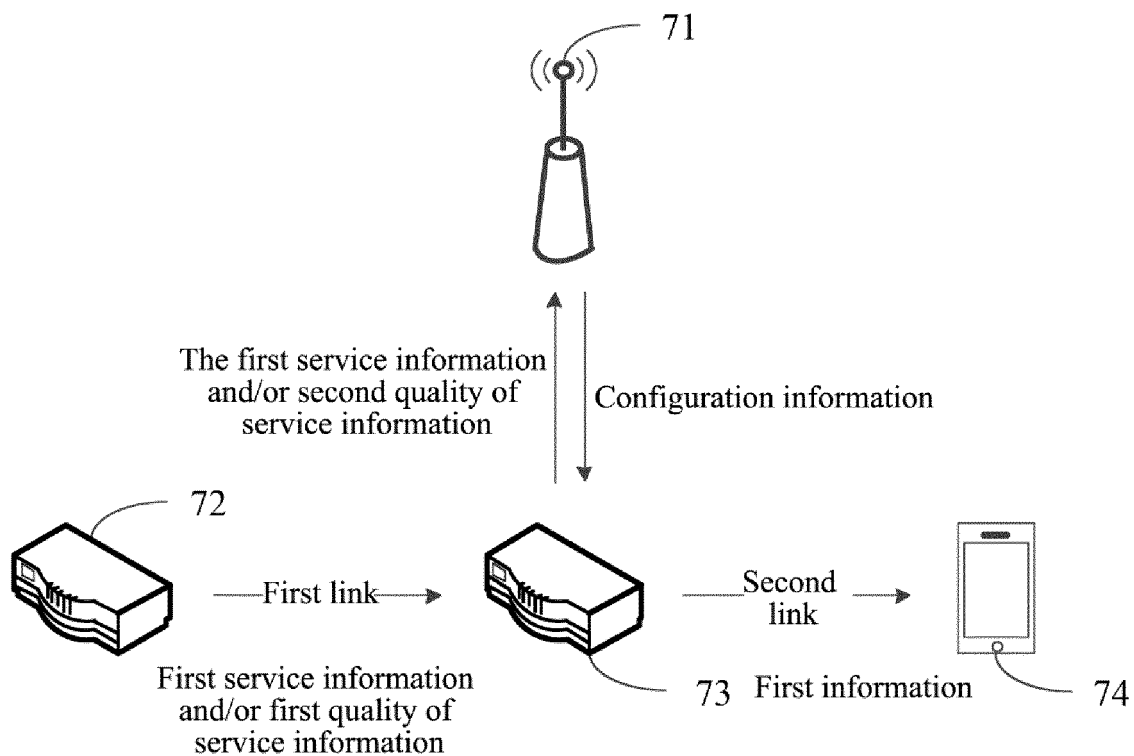 71
The first service information
and/or second quality of
service information
Configuration information
72
First link
Second
link
First service information
and/or first quality of
service information
73
First information
74